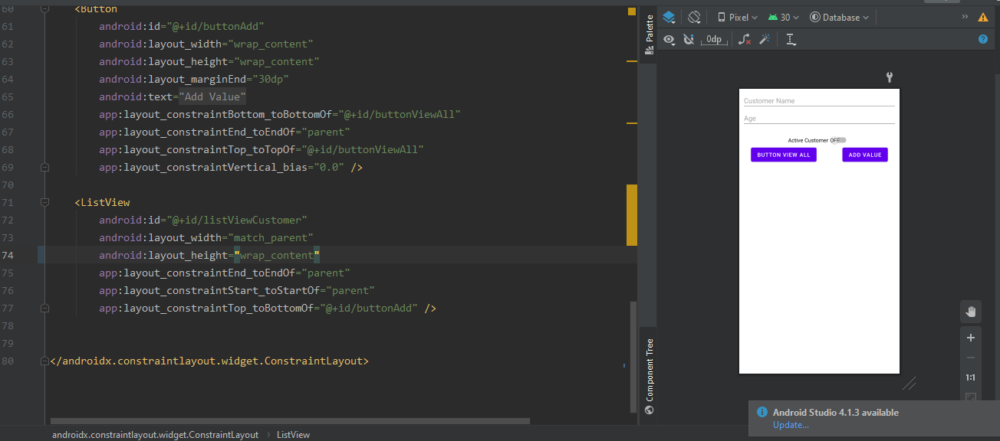 60 <Button
61 android:id="@+id/buttonAdd"
62 android:layout_width="wrap_content"
63 android:layout_height="wrap_content"
64 android:layout_marginEnd="30dp"
65 android:text="Add Value"
66 app:layout_constraintBottom_toBottomOf="@+id/buttonViewAll"
67 app:layout_constraintEnd_toEndOf="parent"
68 app:layout_constraintTop_toTopOf="@+id/buttonViewAll"
69 app:layout_constraintVertical_bias="0.0" />
70
71 <ListView
72 android:id="@+id/listViewCustomer"
73 android:layout_width="match_parent"
74 android:layout_height="wrap_content"
75 app:layout_constraintEnd_toEndOf="parent"
76 app:layout_constraintStart_toStartOf="parent"
77 app:layout_constraintTop_toBottomOf="@+id/buttonAdd" />
78
79
80 </androidx.constraintlayout.widget.ConstraintLayout>
androidx.constraintlayout.widget.ConstraintLayout › ListView
Palette
Component Tree
Pixel 30 Database »
0dp
Customer Name
Age
Active Customer OFF
BUTTON VIEW ALL ADD VALUE
1:1
Android Studio 4.1.3 available
Update...